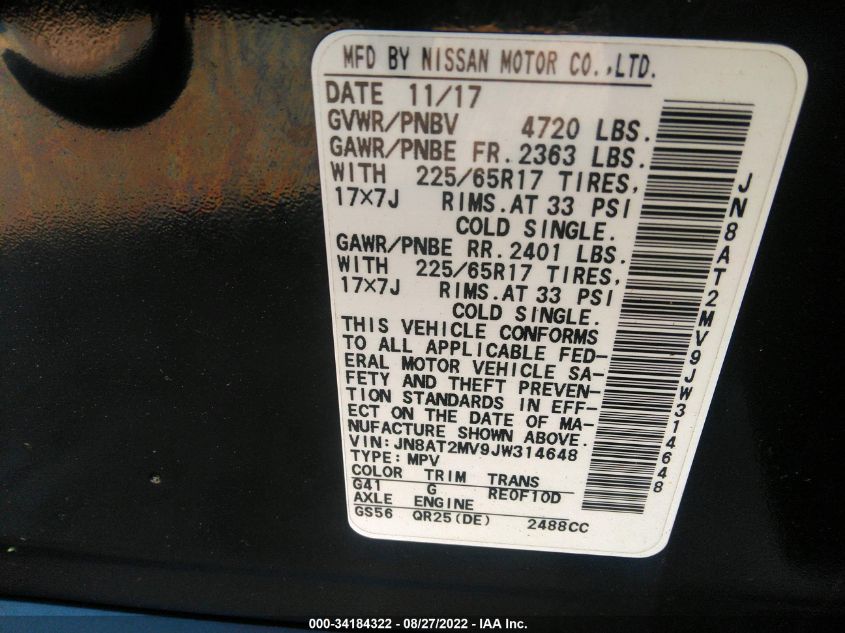 MFD BY NISSAN MOTOR CO.,LTD.
DATE 11/17
GVWR/PNBV 4720 LBS.
GAWR/PNBE FR. 2363 LBS.
WITH 225/65R17 TIRES,
17X7J RIMS.AT 33 PSI
COLD SINGLE.
GAWR/PNBE RR. 2401 LBS.
WITH 225/65R17 TIRES,
17X7J RIMS.AT 33 PSI
COLD SINGLE.
THIS VEHICLE CONFORMS
TO ALL APPLICABLE FED-
ERAL MOTOR VEHICLE SA-
FETY AND THEFT PREVEN-
TION STANDARDS IN EFF-
ECT ON THE DATE OF MA-
NUFACTURE SHOWN ABOVE.
VIN:JN8AT2MV9JW314648
TYPE:MPV
COLOR TRIM TRANS
G41 G RE0F10D
AXLE ENGINE
GS56 QR25(DE) 2488CC
JN8AT2MV9JW314648
000-34184322 - 08/27/2022 - IAA Inc.